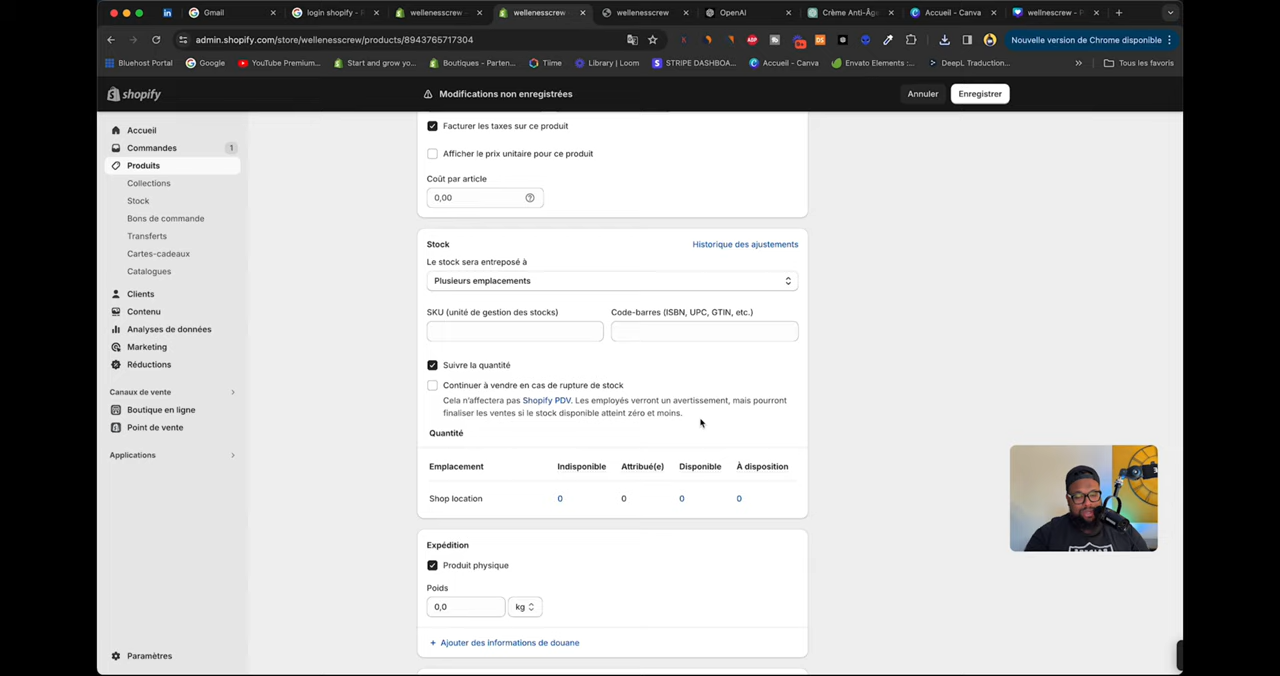 Gmail
login shopify -
wellenesscrew
wellenesscrew
wellenesscrew
OpenAI
Crème Anti-Âg
Accueil - Canva
wellnescrew -
admin.shopify.com/store/wellenesscrew/products/8943765717304
Nouvelle version de Chrome disponible
Bluehost Portal
Google
YouTube Premium...
Start and grow yo...
Boutiques - Parten...
Tiime
Library | Loom
STRIPE DASHBOA...
Accueil - Canva
Envato Elements :...
DeepL Traduction...
Tous les favoris
shopify
Modifications non enregistrées
Annuler
Enregistrer
Accueil
Commandes 1
Produits
Collections
Stock
Bons de commande
Transferts
Cartes-cadeaux
Catalogues
Clients
Contenu
Analyses de données
Marketing
Réductions
Canaux de vente
Boutique en ligne
Point de vente
Applications
Paramètres
Facturer les taxes sur ce produit
Afficher le prix unitaire pour ce produit
Coût par article
0,00
Stock
Historique des ajustements
Le stock sera entreposé à
Plusieurs emplacements
SKU (unité de gestion des stocks)
Code-barres (ISBN, UPC, GTIN, etc.)
Suivre la quantité
Continuer à vendre en cas de rupture de stock
Cela n'affectera pas Shopify PDV. Les employés verront un avertissement, mais pourront
finaliser les ventes si le stock disponible atteint zéro et moins.
Quantité
Emplacement Indisponible Attribué(e) Disponible À disposition
Shop location 0 0 0 0
Expédition
Produit physique
Poids
0,0 kg
+ Ajouter des informations de douane